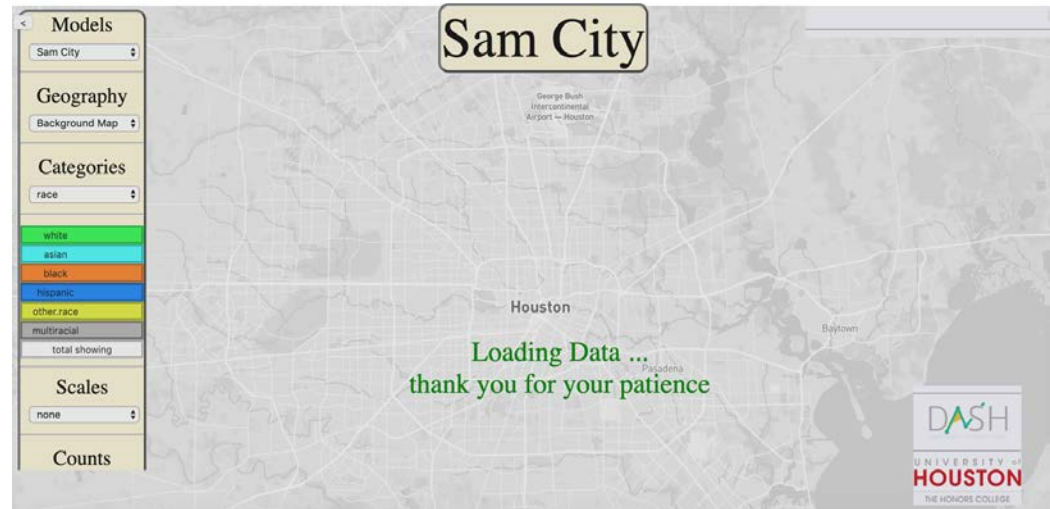 <
Models
Sam City
Geography
Background Map
Categories
race
white
asian
black
hispanic
other.race
multiracial
total showing
Scales
none
Counts
Sam City
George Bush
Intercontinental
Airport — Houston
Houston
Baytown
Pasadena
Loading Data ...
thank you for your patience
DASH
UNIVERSITY of
HOUSTON
THE HONORS COLLEGE